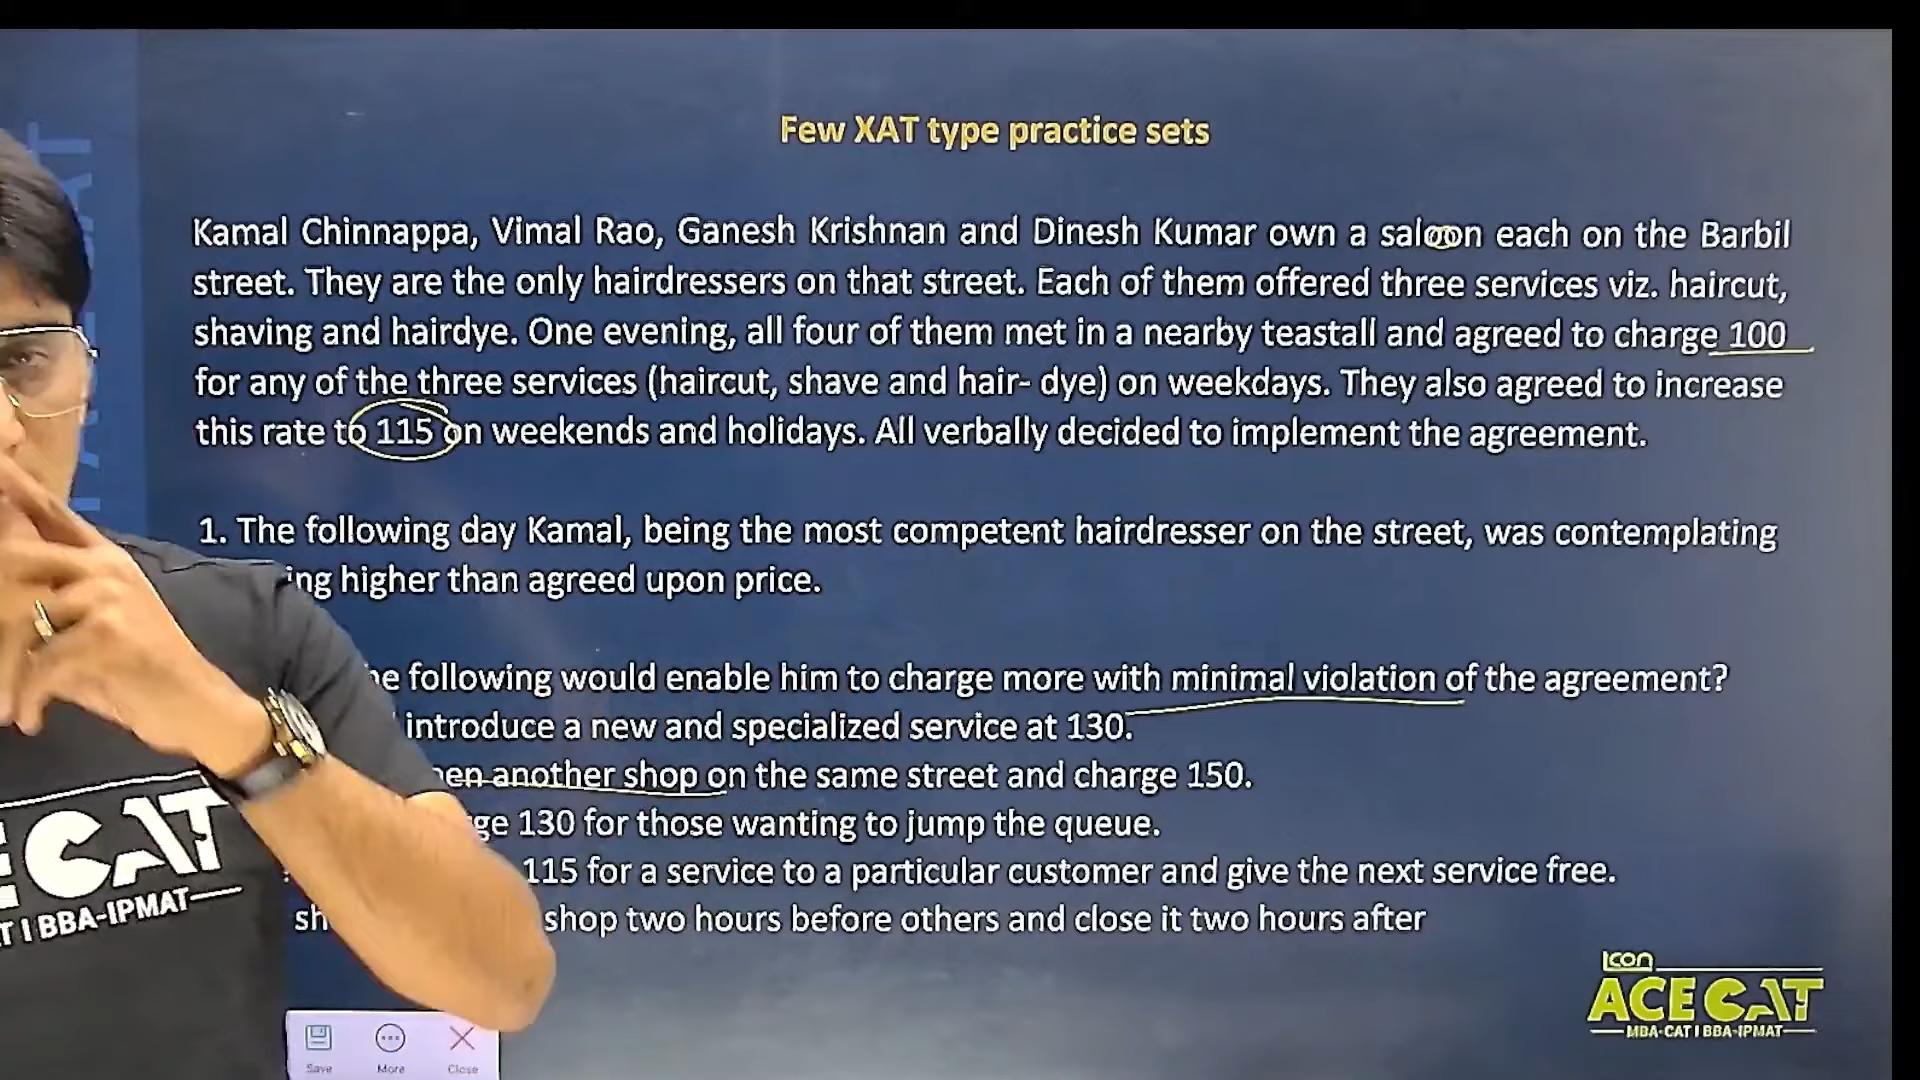 Few XAT type practice sets
Kamal Chinnappa, Vimal Rao, Ganesh Krishnan and Dinesh Kumar own a saloon each on the Barbil
street. They are the only hairdressers on that street. Each of them offered three services viz. haircut,
shaving and hairdye. One evening, all four of them met in a nearby teastall and agreed to charge 100
for any of the three services (haircut, shave and hair- dye) on weekdays. They also agreed to increase
this rate to 115 on weekends and holidays. All verbally decided to implement the agreement.
1. The following day Kamal, being the most competent hairdresser on the street, was contemplating
ing higher than agreed upon price.
he following would enable him to charge more with minimal violation of the agreement?
introduce a new and specialized service at 130.
en another shop on the same street and charge 150.
ge 130 for those wanting to jump the queue.
115 for a service to a particular customer and give the next service free.
sh shop two hours before others and close it two hours after
ECAT
AT I BBA-IPMAT
Save More Close
Icon
ACE CAT
MBA-CAT I BBA-IPMAT